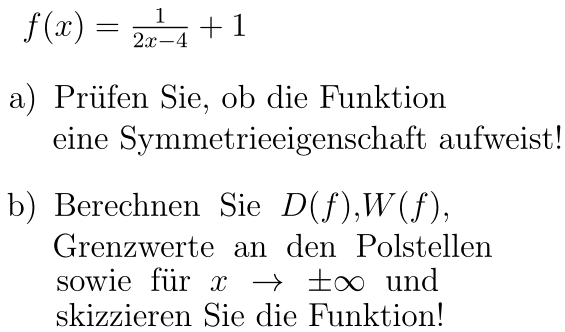 f(x) = \frac{1}{2x-4} + 1
a) Prüfen Sie, ob die Funktion
eine Symmetrieeigenschaft aufweist!
b) Berechnen Sie D(f),W(f),
Grenzwerte an den Polstellen
sowie für x → ±∞ und
skizzieren Sie die Funktion!